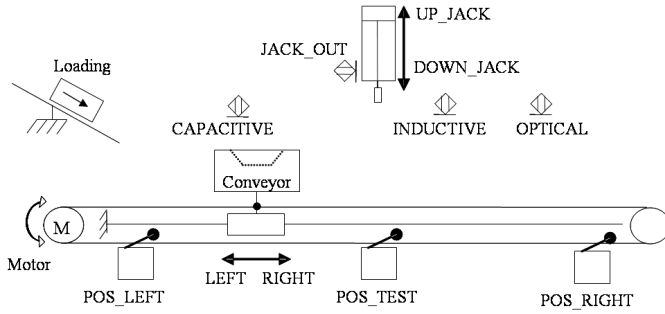 UP_JACK
JACK_OUT
Loading
DOWN_JACK
CAPACITIVE
INDUCTIVE
OPTICAL
Conveyor
M
Motor
LEFT
RIGHT
POS_LEFT
POS_TEST
POS_RIGHT